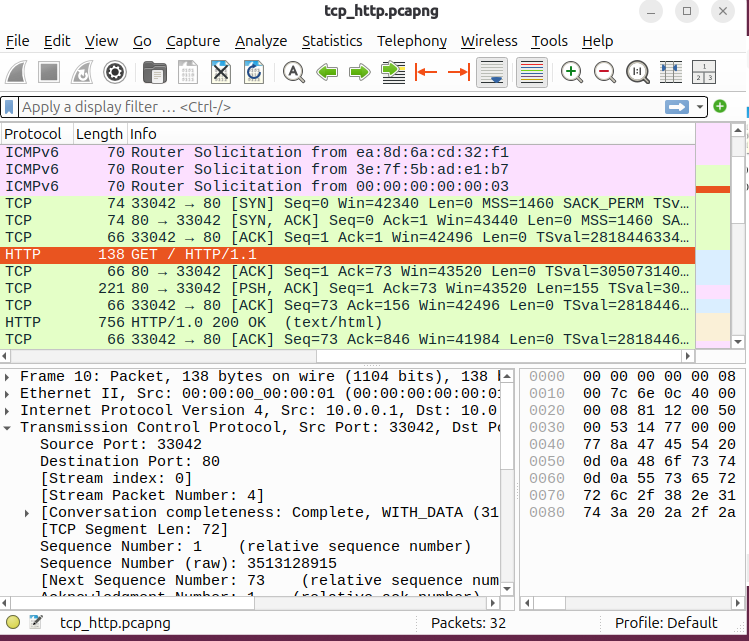 tcp_http.pcapng
File Edit View Go Capture Analyze Statistics Telephony Wireless Tools Help
Apply a display filter … <Ctrl-/>
Protocol Length Info
ICMPv6 70 Router Solicitation from ea:8d:6a:cd:32:f1
ICMPv6 70 Router Solicitation from 3e:7f:5b:ad:e1:b7
ICMPv6 70 Router Solicitation from 00:00:00:00:00:03
TCP 74 33042 → 80 [SYN] Seq=0 Win=42340 Len=0 MSS=1460 SACK_PERM TSv…
TCP 74 80 → 33042 [SYN, ACK] Seq=0 Ack=1 Win=43440 Len=0 MSS=1460 SA…
TCP 66 33042 → 80 [ACK] Seq=1 Ack=1 Win=42496 Len=0 TSval=2818446334…
HTTP 138 GET / HTTP/1.1
TCP 66 80 → 33042 [ACK] Seq=1 Ack=73 Win=43520 Len=0 TSval=305073140…
TCP 221 80 → 33042 [PSH, ACK] Seq=1 Ack=73 Win=43520 Len=155 TSval=30…
TCP 66 33042 → 80 [ACK] Seq=73 Ack=156 Win=42496 Len=0 TSval=2818446…
HTTP 756 HTTP/1.0 200 OK (text/html)
TCP 66 33042 → 80 [ACK] Seq=73 Ack=846 Win=41984 Len=0 TSval=2818446…
Frame 10: Packet, 138 bytes on wire (1104 bits), 138
Ethernet II, Src: 00:00:00_00:00:01 (00:00:00:00:00:01
Internet Protocol Version 4, Src: 10.0.0.1, Dst: 10.0
Transmission Control Protocol, Src Port: 33042, Dst Po
Source Port: 33042
Destination Port: 80
[Stream index: 0]
[Stream Packet Number: 4]
[Conversation completeness: Complete, WITH_DATA (31
[TCP Segment Len: 72]
Sequence Number: 1 (relative sequence number)
Sequence Number (raw): 3513128915
[Next Sequence Number: 73 (relative sequence num
Acknowledgment Number: 1 (relative ack number)
0000 00 00 00 00 00 08
0010 00 7c 6e 0c 40 00
0020 00 08 81 12 00 50
0030 00 53 14 77 00 00
0040 77 8a 47 45 54 20
0050 0d 0a 48 6f 73 74
0060 0d 0a 55 73 65 72
0070 72 6c 2f 38 2e 31
0080 74 3a 20 2a 2f 2a
tcp_http.pcapng Packets: 32 Profile: Default